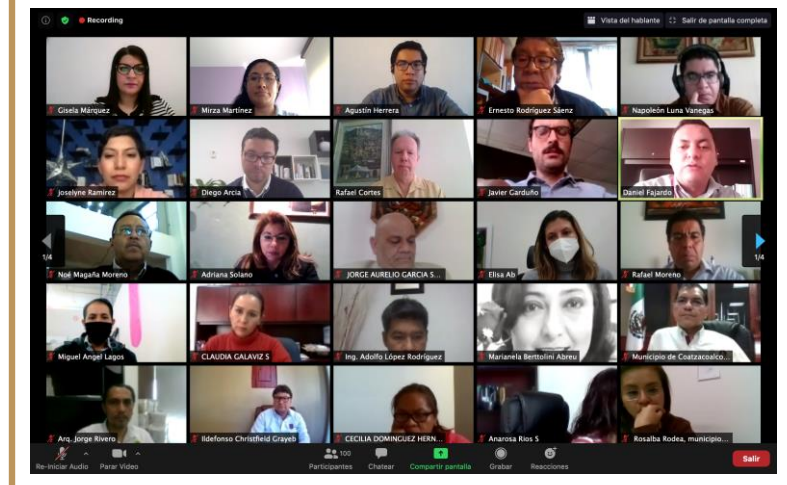 Recording
Vista del hablante
Salir de pantalla completa
Gisela Márquez
Mirza Martínez
Agustín Herrera
Ernesto Rodríguez Sáenz
Napoleón Luna Vanegas
Joselyne Ramírez
Diego Arcia
Rafael Cortes
Javier Garduño
Daniel Fajardo
1/4
1/4
Noé Magaña Moreno
Adriana Solano
JORGE AURELIO GARCIA S...
Elisa Ab
Rafael Moreno
Miguel Angel Lagos
CLAUDIA GALAVIZ S
Ing. Adolfo López Rodríguez
Marianela Berttolini Abreu
Municipio de Coatzacoalco...
Arq. Jorge Rivero
Ildefonso Christfield Grayeb
CECILIA DOMINGUEZ HERN...
Anarosa Rios S
Rosalba Rodea, municipio...
Re-Iniciar Audio
Parar Video
100
Participantes
Chatear
Compartir pantalla
Grabar
Reacciones
Salir